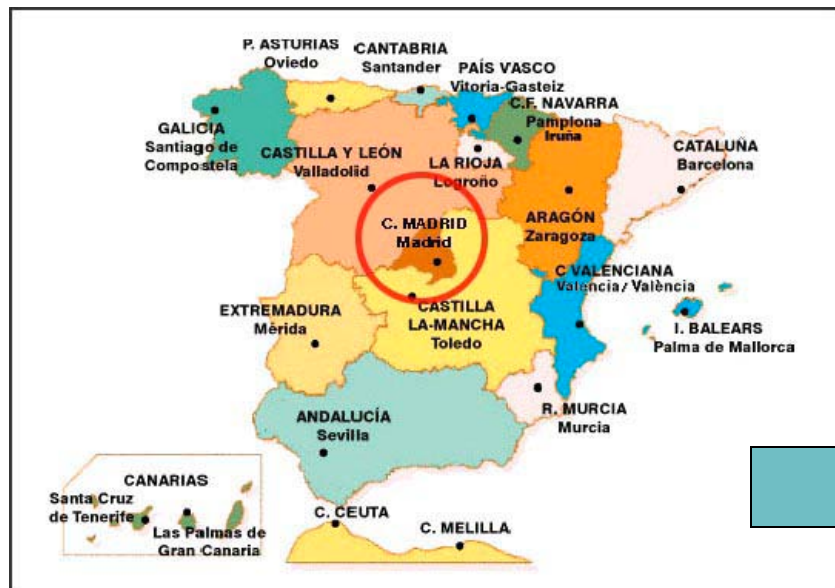 P. ASTURIAS
Oviedo
CANTABRIA
Santander
PAÍS VASCO
Vitoria-Gasteiz
C.F. NAVARRA
Pamplona
Iruña
GALICIA
Santiago de
Compostela
CASTILLA Y LEÓN
Valladolid
LA RIOJA
Logroño
CATALUÑA
Barcelona
ARAGÓN
Zaragoza
C. MADRID
Madrid
C VALENCIANA
Valencia/València
EXTREMADURA
Mérida
CASTILLA
LA-MANCHA
Toledo
I. BALEARS
Palma de Mallorca
R. MURCIA
Murcia
ANDALUCÍA
Sevilla
CANARIAS
Santa Cruz
de Tenerife
Las Palmas de
Gran Canaria
C. CEUTA
C. MELILLA